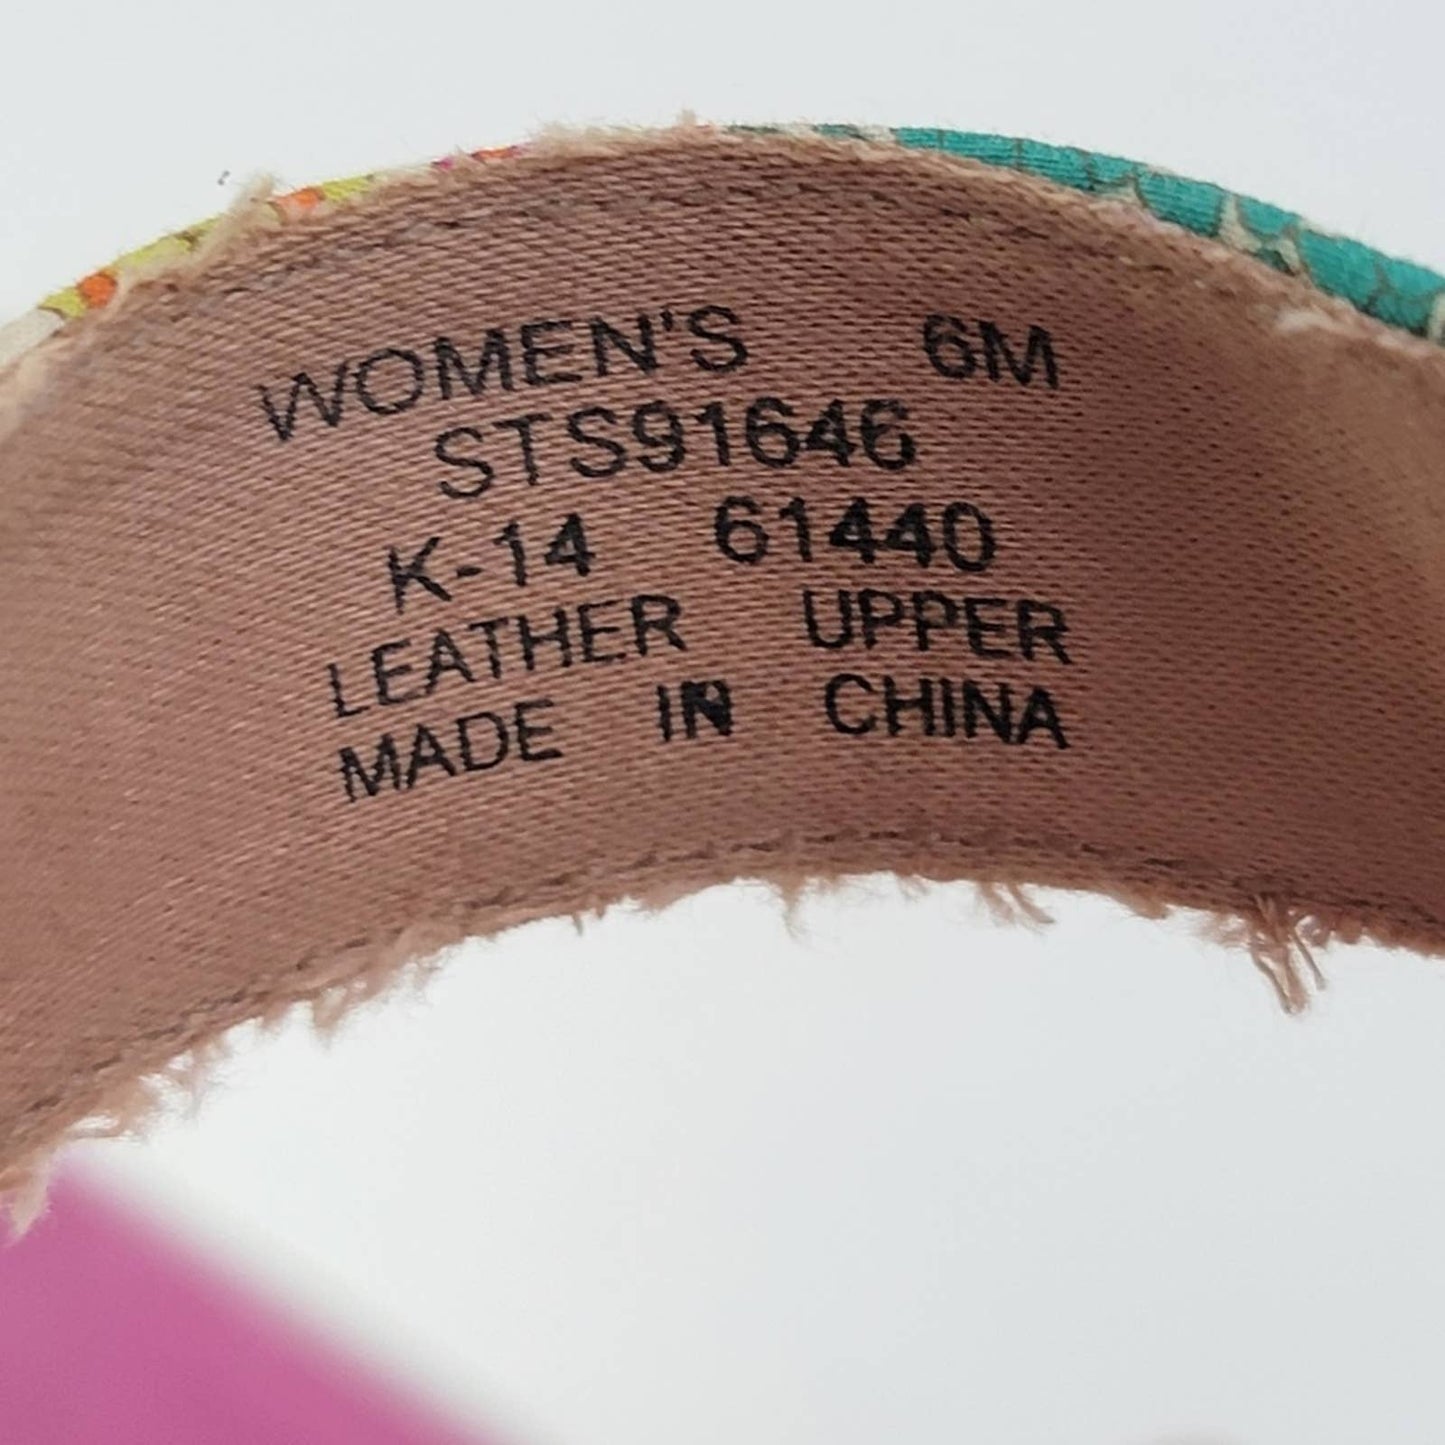 WOMEN'S 6M
STS91646
K-14 61440
LEATHER UPPER
MADE IN CHINA